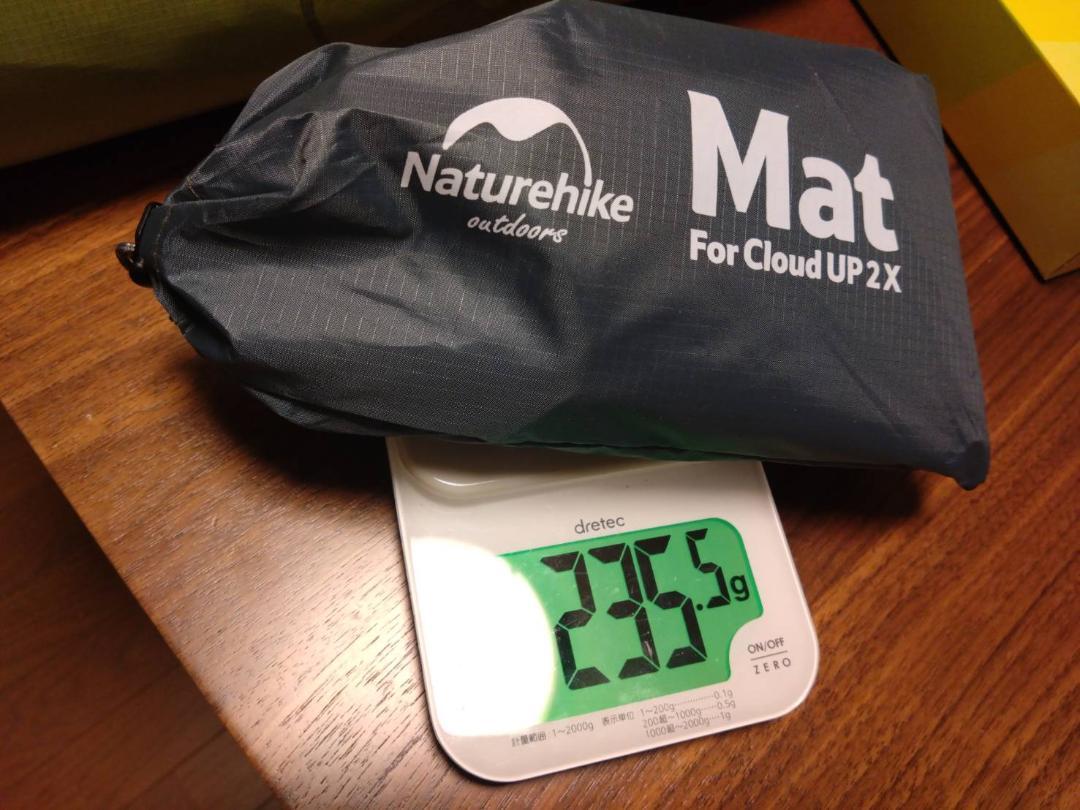 Naturehike
outdoors
Mat
For Cloud UP 2X
dretec
235.5g
ON/OFF
ZERO
計量範囲:1〜2000g 表示単位 1〜200g············0.1g
200超〜1000g·····0.5g
1000超〜2000g····1g